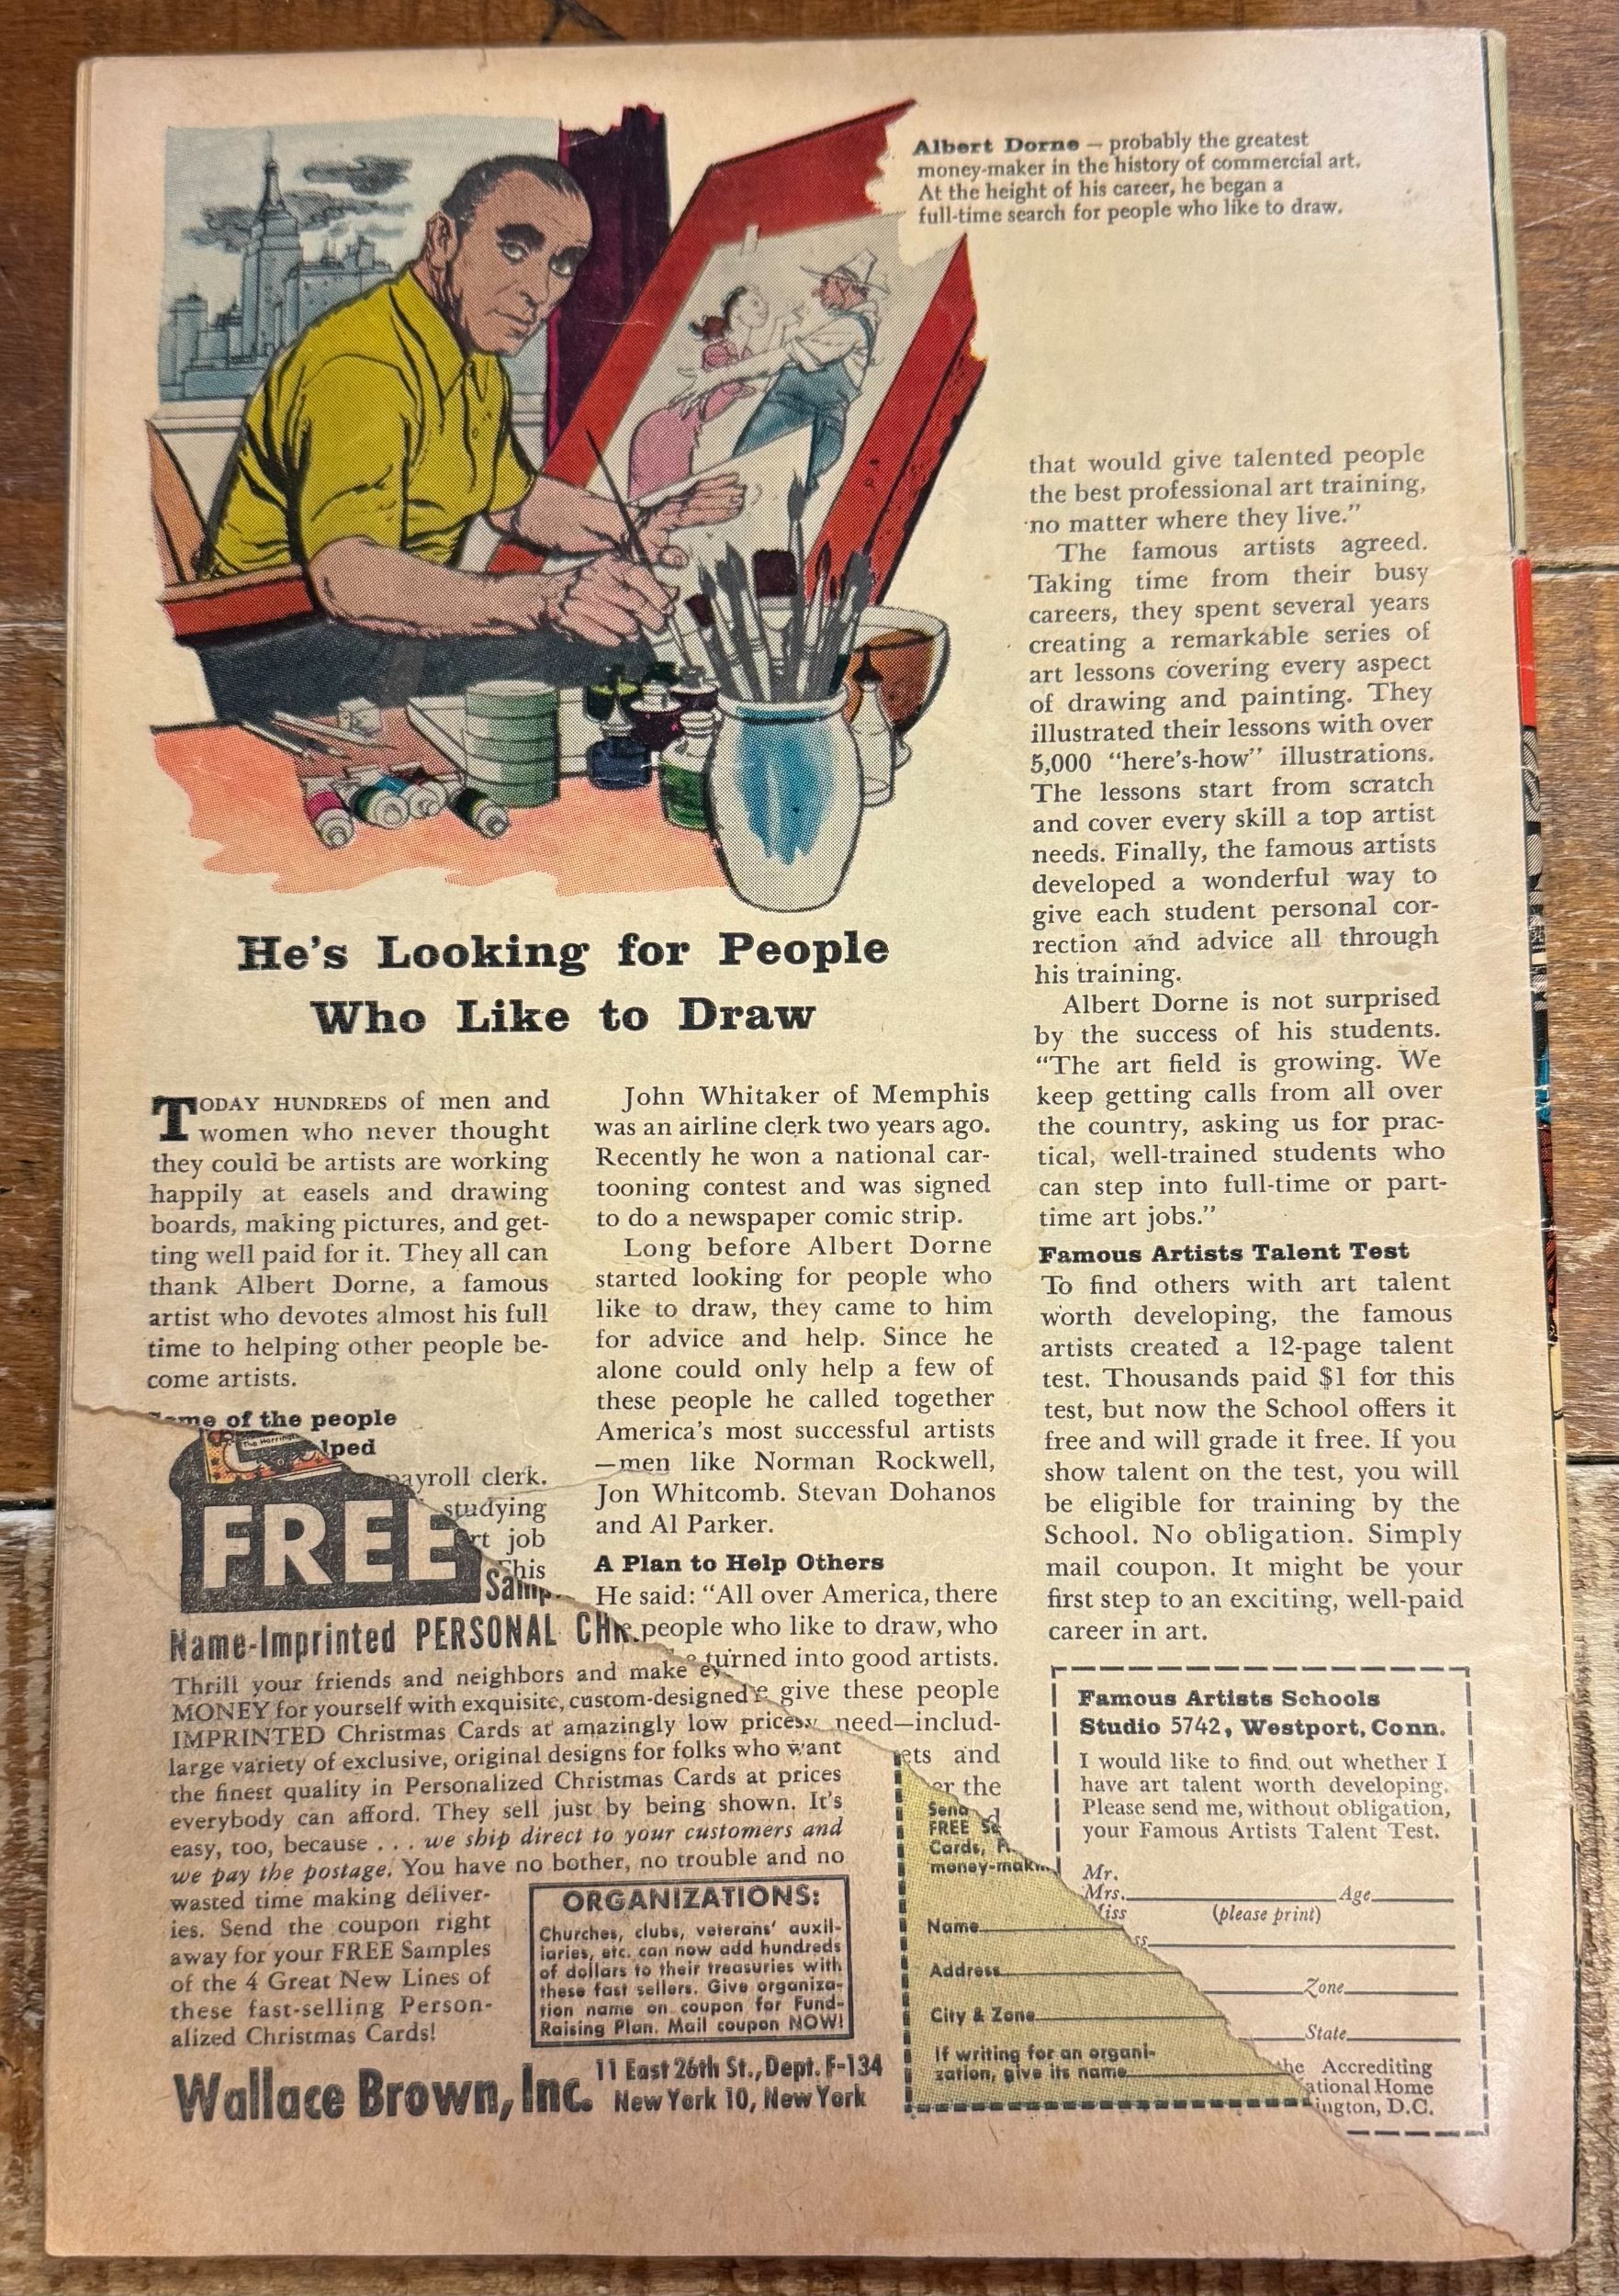 Albert Dorne — probably the greatest
money-maker in the history of commercial art.
At the height of his career, he began a
full-time search for people who like to draw.
He's Looking for People
Who Like to Draw
TODAY HUNDREDS of men and
women who never thought
they could be artists are working
happily at easels and drawing
boards, making pictures, and get-
ting well paid for it. They all can
thank Albert Dorne, a famous
artist who devotes almost his full
time to helping other people be-
come artists.
of the people
lped
ayroll clerk.
studying
rt job
This
John Whitaker of Memphis
was an airline clerk two years ago.
Recently he won a national car-
tooning contest and was signed
to do a newspaper comic strip.
Long before Albert Dorne
started looking for people who
like to draw, they came to him
for advice and help. Since he
alone could only help a few of
these people he called together
America's most successful artists
—men like Norman Rockwell,
Jon Whitcomb. Stevan Dohanos
and Al Parker.
A Plan to Help Others
He said: "All over America, there
people who like to draw, who
turned into good artists.
give these people
need—includ-
ets and
er the
that would give talented people
the best professional art training,
no matter where they live."
The famous artists agreed.
Taking time from their busy
careers, they spent several years
creating a remarkable series of
art lessons covering every aspect
of drawing and painting. They
illustrated their lessons with over
5,000 "here's-how" illustrations.
The lessons start from scratch
and cover every skill a top artist
needs. Finally, the famous artists
developed a wonderful way to
give each student personal cor-
rection and advice all through
his training.
Albert Dorne is not surprised
by the success of his students.
"The art field is growing. We
keep getting calls from all over
the country, asking us for prac-
tical, well-trained students who
can step into full-time or part-
time art jobs."
Famous Artists Talent Test
To find others with art talent
worth developing, the famous
artists created a 12-page talent
test. Thousands paid $1 for this
test, but now the School offers it
free and will grade it free. If you
show talent on the test, you will
be eligible for training by the
School. No obligation. Simply
mail coupon. It might be your
first step to an exciting, well-paid
career in art.
Famous Artists Schools
Studio 5742, Westport, Conn.
I would like to find out whether I
have art talent worth developing.
Please send me, without obligation,
your Famous Artists Talent Test.
Mr.
Mrs. Age
Miss (please print)
ss
Zone
State
the Accrediting
ational Home
ington, D.C.
FREE
Samp
Name-Imprinted PERSONAL CHR
Thrill your friends and neighbors and make
MONEY for yourself with exquisite, custom-designed
IMPRINTED Christmas Cards at amazingly low prices
large variety of exclusive, original designs for folks who want
the finest quality in Personalized Christmas Cards at prices
everybody can afford. They sell just by being shown. It's
easy, too, because . . . we ship direct to your customers and
we pay the postage. You have no bother, no trouble and no
wasted time making deliver-
ies. Send the coupon right
away for your FREE Samples
of the 4 Great New Lines of
these fast-selling Person-
alized Christmas Cards!
ORGANIZATIONS:
Churches, clubs, veterans' auxil-
iaries, etc. can now add hundreds
of dollars to their treasuries with
these fast sellers. Give organiza-
tion name on coupon for Fund-
Raising Plan. Mail coupon NOW!
Wallace Brown, Inc. 11 East 26th St., Dept. F-134
New York 10, New York
Send
FREE
Cards,
money-mak
Name
Address
City & Zone
If writing for an organi-
zation, give its name